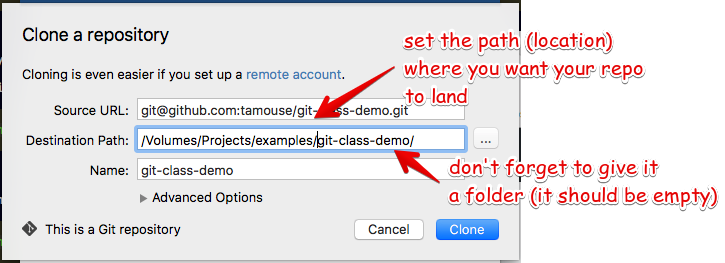 Clone a repository
Cloning is even easier if you set up a remote account.
Source URL: git@github.com:tamouse/git-class-demo.git
Destination Path: /Volumes/Projects/examples/git-class-demo/ ...
Name: git-class-demo
Advanced Options
This is a Git repository
Cancel Clone
set the path (location)
where you want your repo
to land
don't forget to give it
a folder (it should be empty)